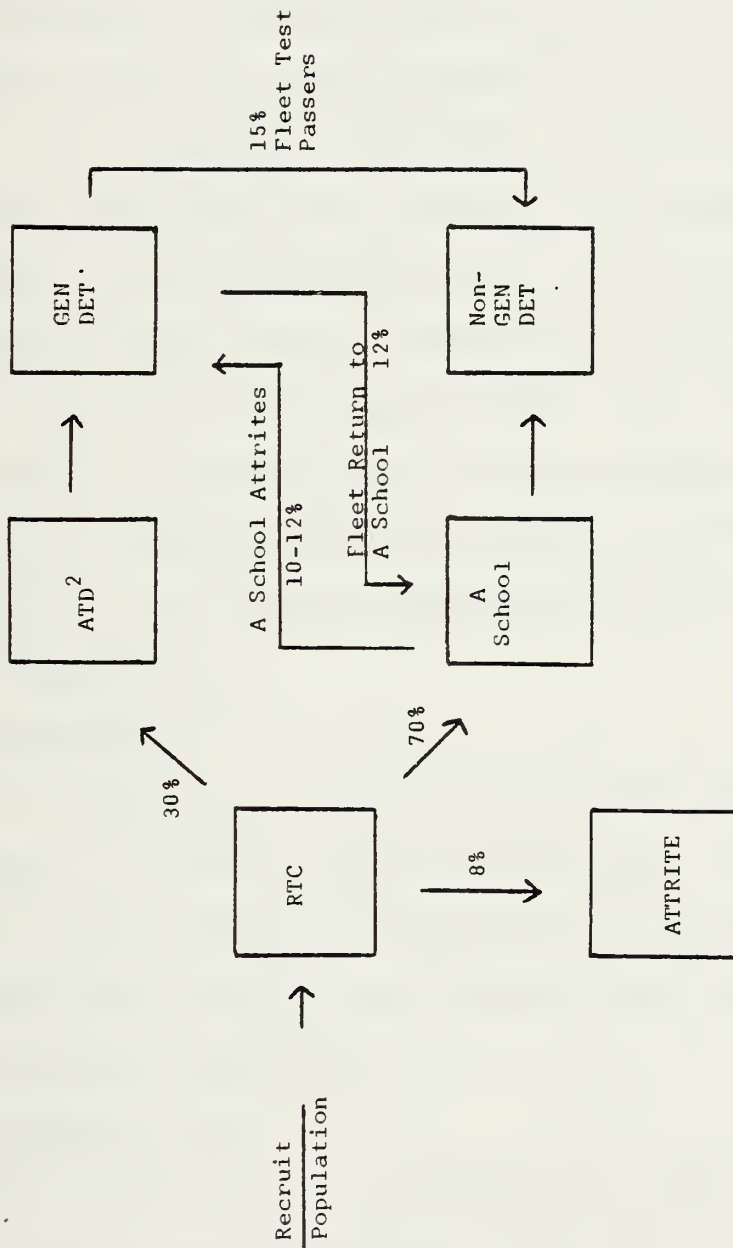 Recruit
Population
RTC
30%
70%
8%
ATTRITE
ATD²
A
School
A School Attrites
10-12%
Fleet Return to
A School 12%
GEN
DET
Non-
GEN
DET
15%
Fleet Test
Passers